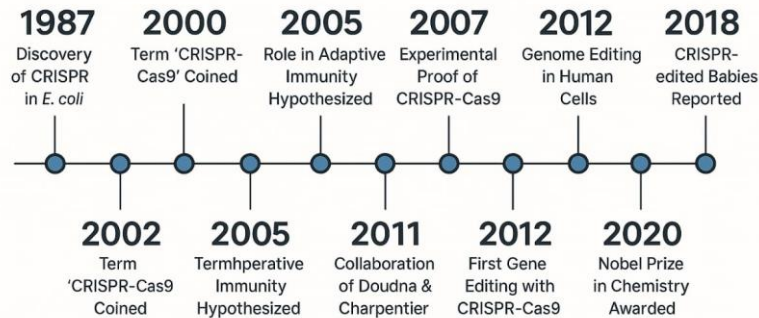 1987
Discovery
of CRISPR
in E. coli
2000
Term ‘CRISPR-
Cas9’ Coined
2005
Role in Adaptive
Immunity
Hypothesized
2007
Experimental
Proof of
CRISPR-Cas9
2012
Genome Editing
in Human
Cells
2018
CRISPR-
edited Babies
Reported
2002
Term
‘CRISPR-Cas9
Coined
2005
Termhperative
Immunity
Hypothesized
2011
Collaboration
of Doudna &
Charpentier
2012
First Gene
Editing with
CRISPR-Cas9
2020
Nobel Prize
in Chemistry
Awarded